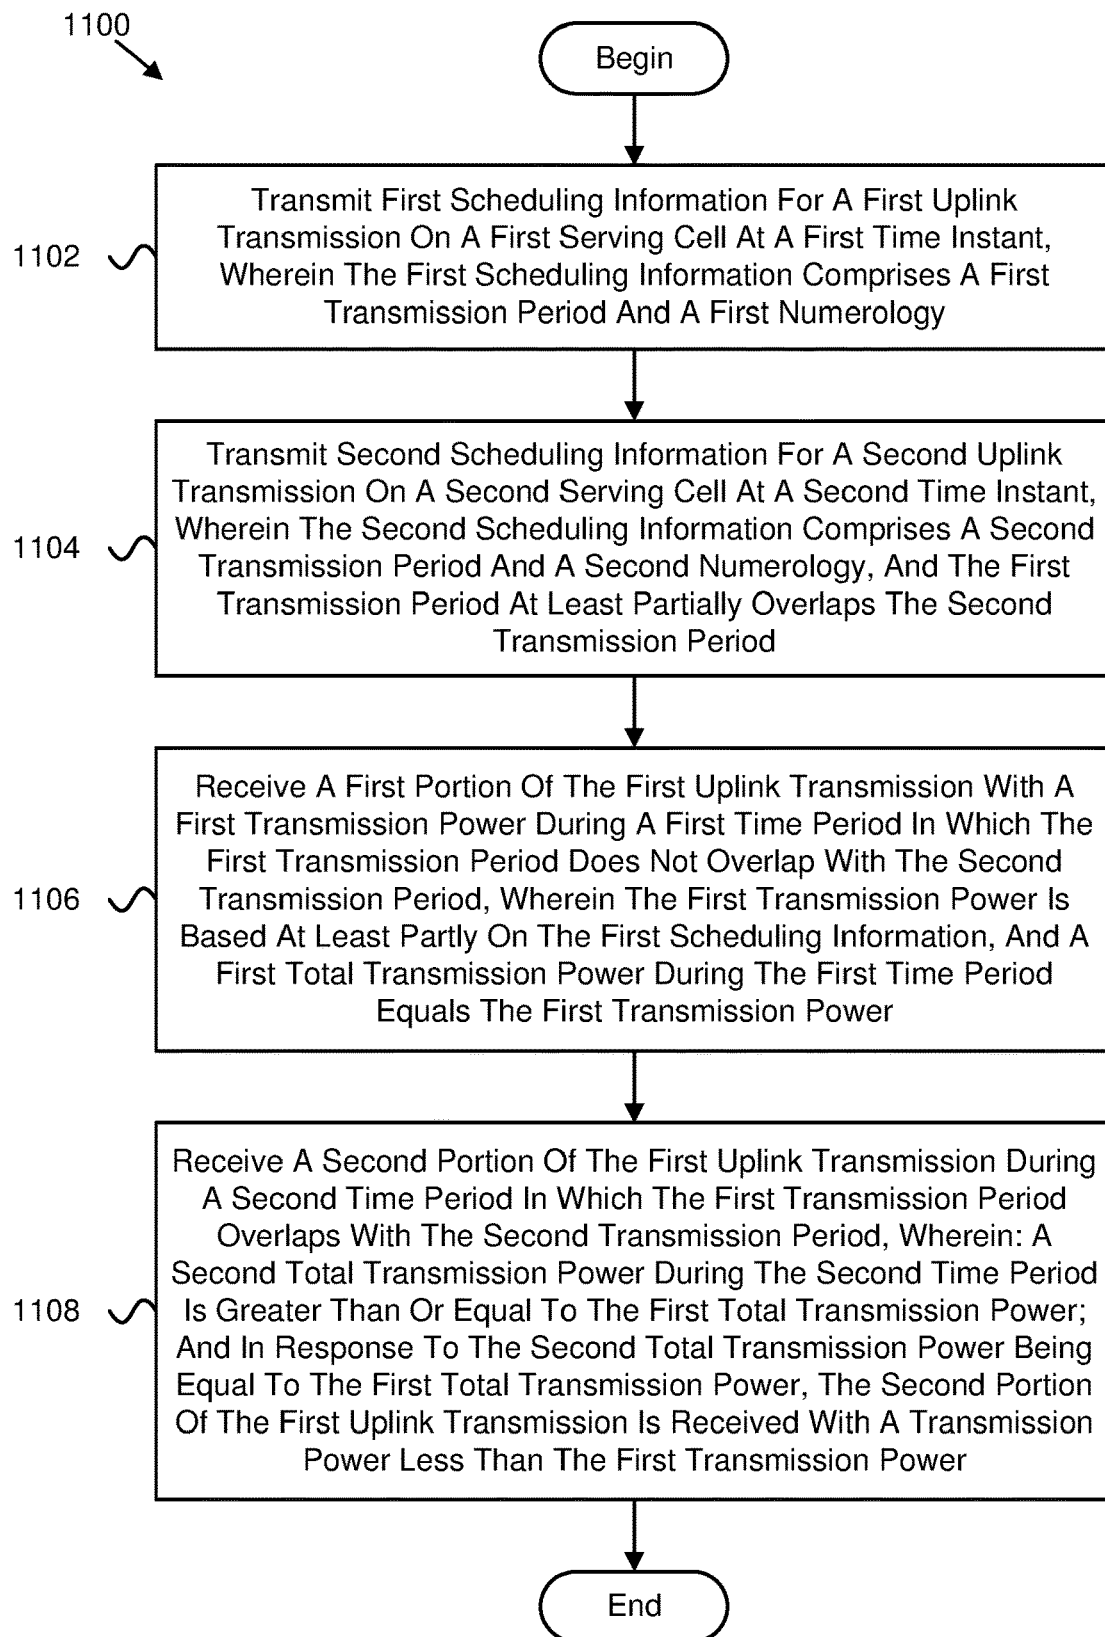 1100
Begin
1102
Transmit First Scheduling Information For A First Uplink
Transmission On A First Serving Cell At A First Time Instant,
Wherein The First Scheduling Information Comprises A First
Transmission Period And A First Numerology
1104
Transmit Second Scheduling Information For A Second Uplink
Transmission On A Second Serving Cell At A Second Time Instant,
Wherein The Second Scheduling Information Comprises A Second
Transmission Period And A Second Numerology, And The First
Transmission Period At Least Partially Overlaps The Second
Transmission Period
1106
Receive A First Portion Of The First Uplink Transmission With A
First Transmission Power During A First Time Period In Which The
First Transmission Period Does Not Overlap With The Second
Transmission Period, Wherein The First Transmission Power Is
Based At Least Partly On The First Scheduling Information, And A
First Total Transmission Power During The First Time Period
Equals The First Transmission Power
1108
Receive A Second Portion Of The First Uplink Transmission During
A Second Time Period In Which The First Transmission Period
Overlaps With The Second Transmission Period, Wherein: A
Second Total Transmission Power During The Second Time Period
Is Greater Than Or Equal To The First Total Transmission Power;
And In Response To The Second Total Transmission Power Being
Equal To The First Total Transmission Power, The Second Portion
Of The First Uplink Transmission Is Received With A Transmission
Power Less Than The First Transmission Power
End